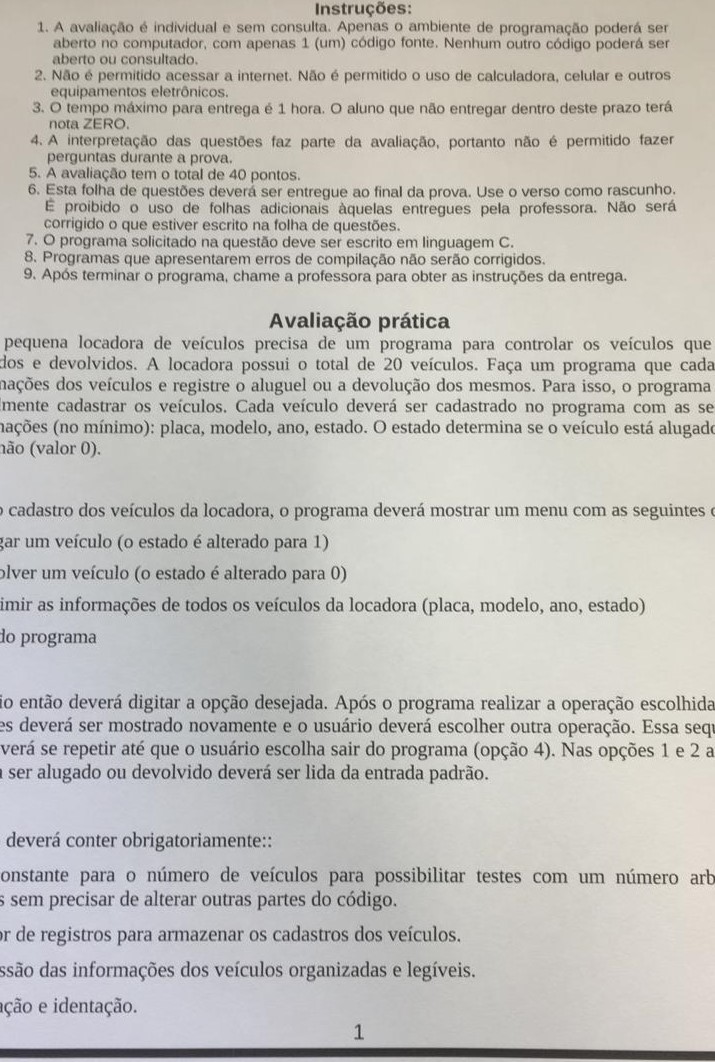 Instruções:
1. A avaliação é individual e sem consulta. Apenas o ambiente de programação poderá ser
aberto no computador, com apenas 1 (um) código fonte. Nenhum outro código poderá ser
aberto ou consultado.
2. Não é permitido acessar a internet. Não é permitido o uso de calculadora, celular e outros
equipamentos eletrônicos.
3. O tempo máximo para entrega é 1 hora. O aluno que não entregar dentro deste prazo terá
nota ZERO.
4. A interpretação das questões faz parte da avaliação, portanto não é permitido fazer
perguntas durante a prova.
5. A avaliação tem o total de 40 pontos.
6. Esta folha de questões deverá ser entregue ao final da prova. Use o verso como rascunho.
É proibido o uso de folhas adicionais àquelas entregues pela professora. Não será
corrigido o que estiver escrito na folha de questões.
7. O programa solicitado na questão deve ser escrito em linguagem C.
8. Programas que apresentarem erros de compilação não serão corrigidos.
9. Após terminar o programa, chame a professora para obter as instruções da entrega.
Avaliação prática
pequena locadora de veículos precisa de um programa para controlar os veículos que
dos e devolvidos. A locadora possui o total de 20 veículos. Faça um programa que cada
mações dos veículos e registre o aluguel ou a devolução dos mesmos. Para isso, o programa
lmente cadastrar os veículos. Cada veículo deverá ser cadastrado no programa com as se
mações (no mínimo): placa, modelo, ano, estado. O estado determina se o veículo está alugado
não (valor 0).
o cadastro dos veículos da locadora, o programa deverá mostrar um menu com as seguintes o
gar um veículo (o estado é alterado para 1)
olver um veículo (o estado é alterado para 0)
imir as informações de todos os veículos da locadora (placa, modelo, ano, estado)
do programa
io então deverá digitar a opção desejada. Após o programa realizar a operação escolhida
es deverá ser mostrado novamente e o usuário deverá escolher outra operação. Essa sequ
verá se repetir até que o usuário escolha sair do programa (opção 4). Nas opções 1 e 2 a
a ser alugado ou devolvido deverá ser lida da entrada padrão.
deverá conter obrigatoriamente::
onstante para o número de veículos para possibilitar testes com um número arb
s sem precisar de alterar outras partes do código.
or de registros para armazenar os cadastros dos veículos.
ssão das informações dos veículos organizadas e legíveis.
ação e identação.
1